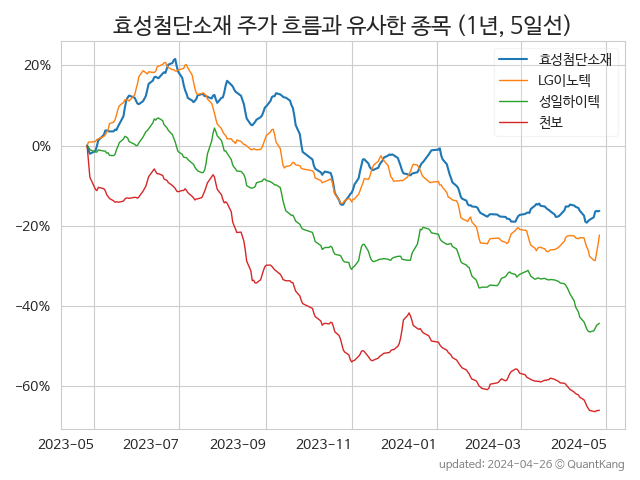 효성첨단소재 주가 흐름과 유사한 종목 (1년, 5일선)
효성첨단소재
LG이노텍
성일하이텍
천보
20%
0%
−20%
−40%
−60%
2023-05 2023-07 2023-09 2023-11 2024-01 2024-03 2024-05
updated: 2024-04-26 © QuantKang